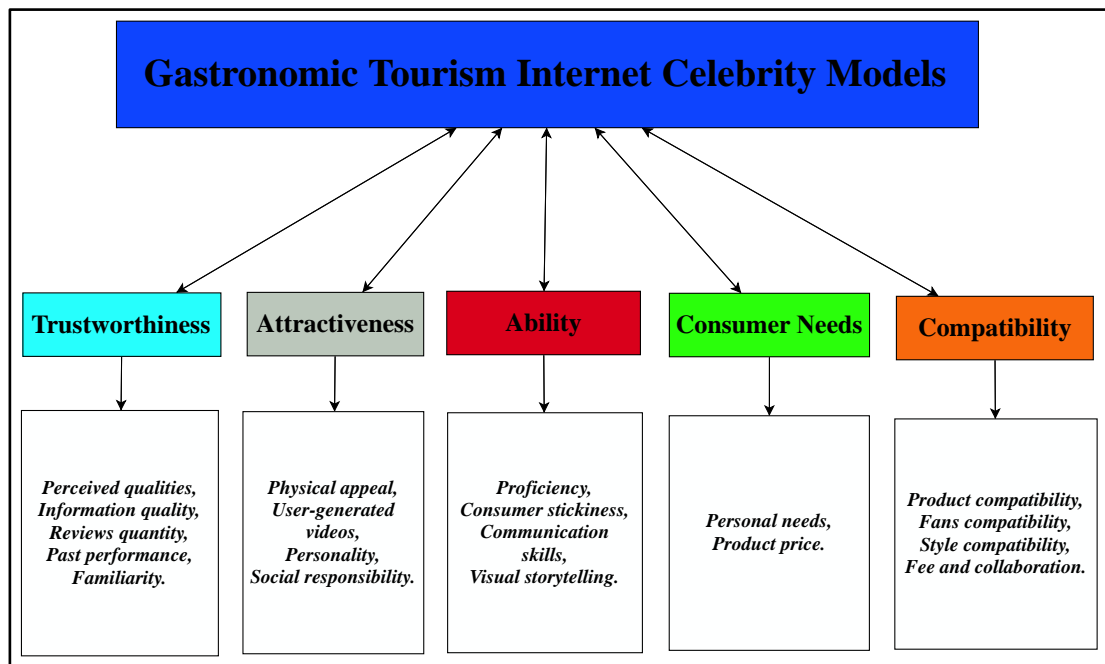 Gastronomic Tourism Internet Celebrity Models
Trustworthiness
Attractiveness
Ability
Consumer Needs
Compatibility
Perceived qualities,
Information quality,
Reviews quantity,
Past performance,
Familiarity.
Physical appeal,
User-generated
videos,
Personality,
Social responsibility.
Proficiency,
Consumer stickiness,
Communication
skills,
Visual storytelling.
Personal needs,
Product price.
Product compatibility,
Fans compatibility,
Style compatibility,
Fee and collaboration.